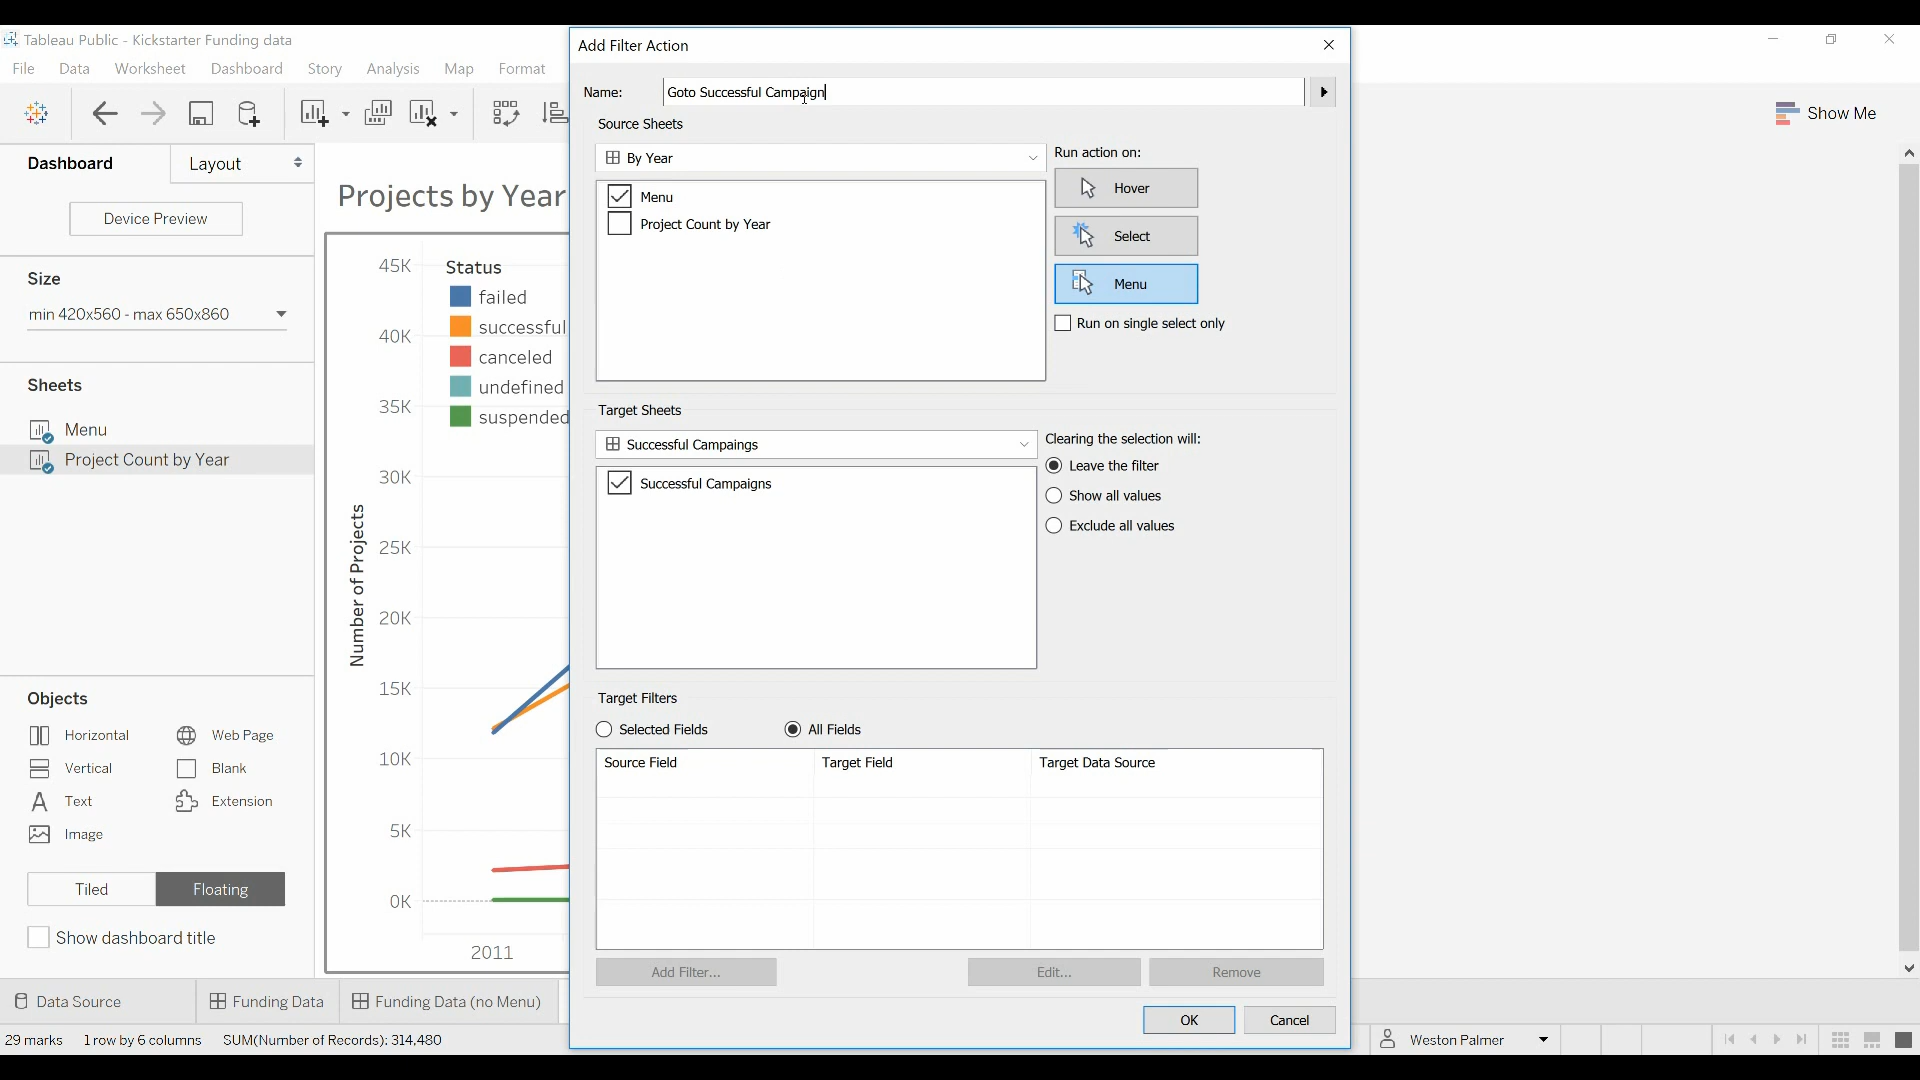 Tableau Public - Kickstarter Funding data
File Data Worksheet Dashboard Story Analysis Map Format
Show Me
Dashboard
Layout
Device Preview
Size
min 420x560 - max 650x860
Sheets
Menu
Project Count by Year
Objects
Horizontal
Web Page
Vertical
Blank
Text
Extension
Image
Tiled
Floating
Show dashboard title
Projects by Year
Status
failed
successful
canceled
undefined
suspended
Number of Projects
45K
40K
35K
30K
25K
20K
15K
10K
5K
0K
2011
Add Filter Action
Name:
Goto Successful Campaign
Source Sheets
By Year
Menu
Project Count by Year
Run action on:
Hover
Select
Menu
Run on single select only
Target Sheets
Successful Campaings
Successful Campaigns
Clearing the selection will:
Leave the filter
Show all values
Exclude all values
Target Filters
Selected Fields
All Fields
Source Field
Target Field
Target Data Source
Add Filter...
Edit...
Remove
OK
Cancel
Data Source
Funding Data
Funding Data (no Menu)
29 marks
1 row by 6 columns
SUM(Number of Records): 314,480
Weston Palmer